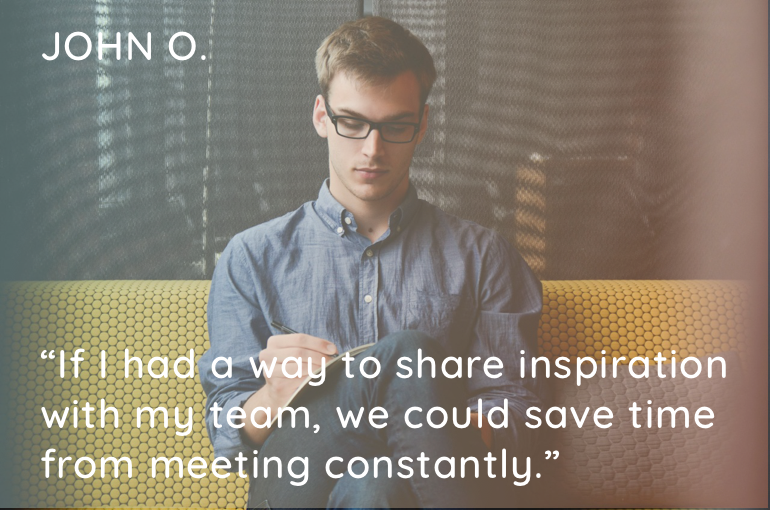 JOHN O.
“If I had a way to share inspiration
with my team, we could save time
from meeting constantly.”